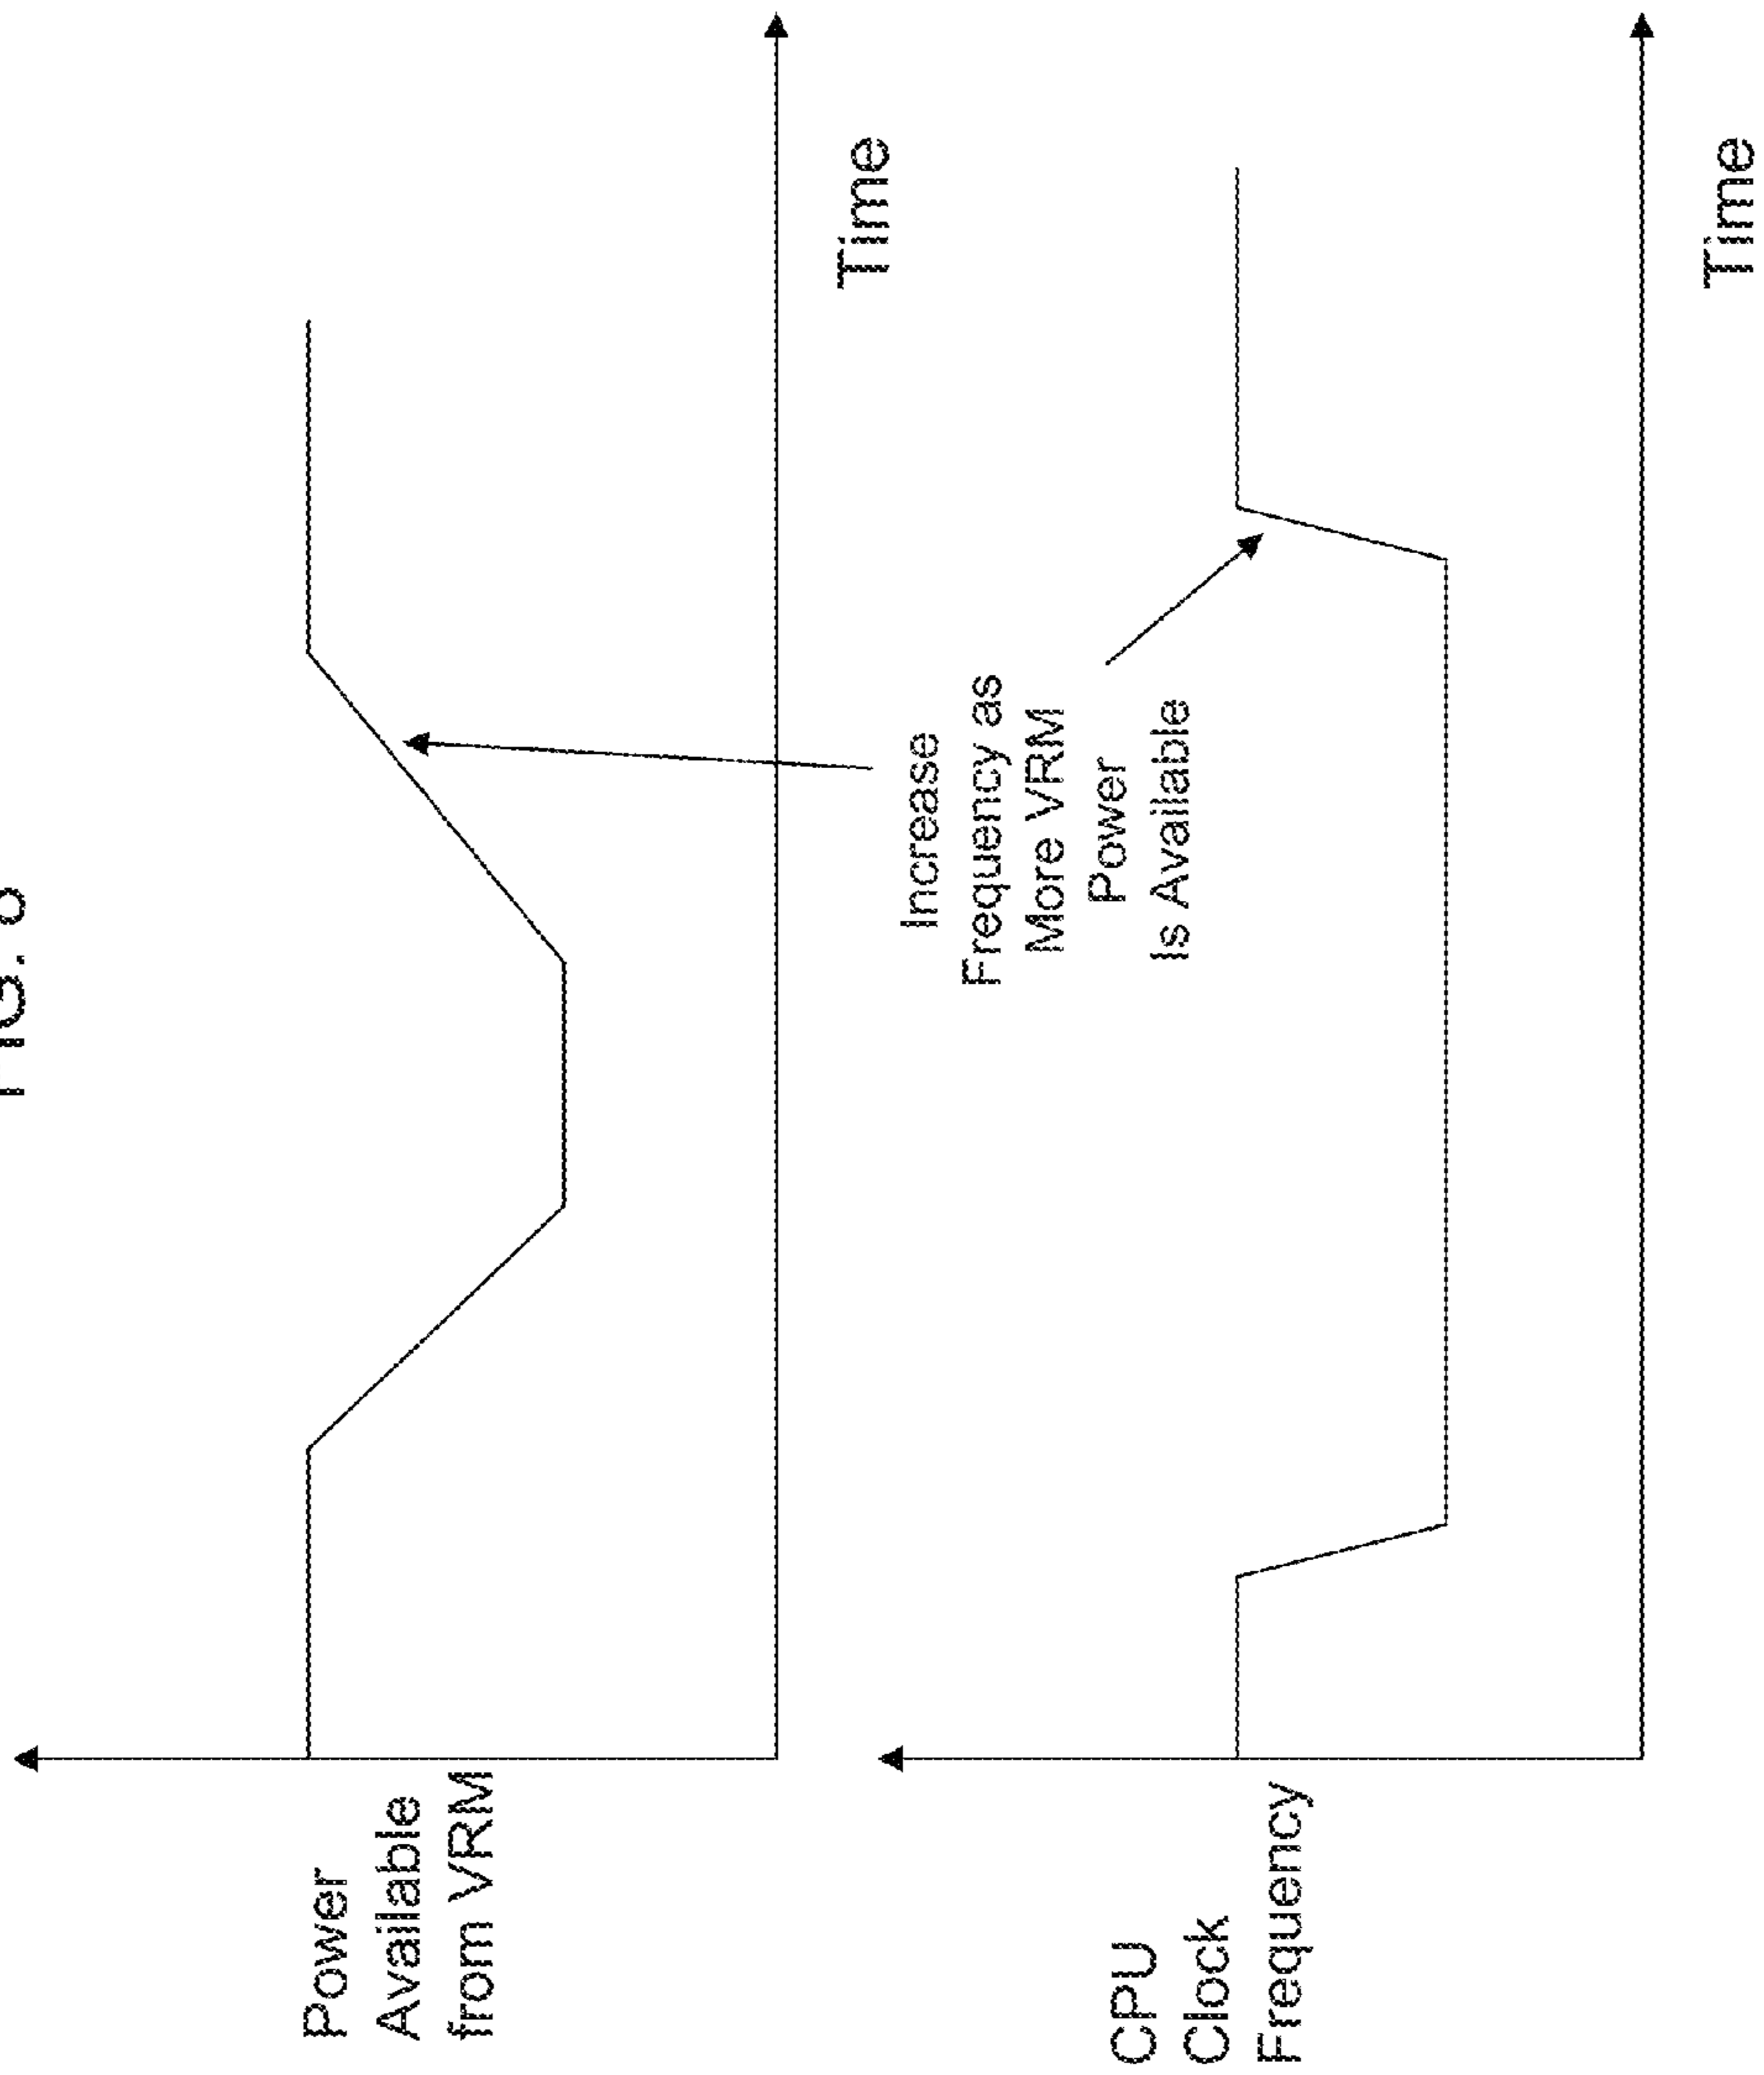 Power
Available
from VRM
Time
Increase
Frequency as
More VRM
Power
Is Available
CPU
Clock
Frequency
Time